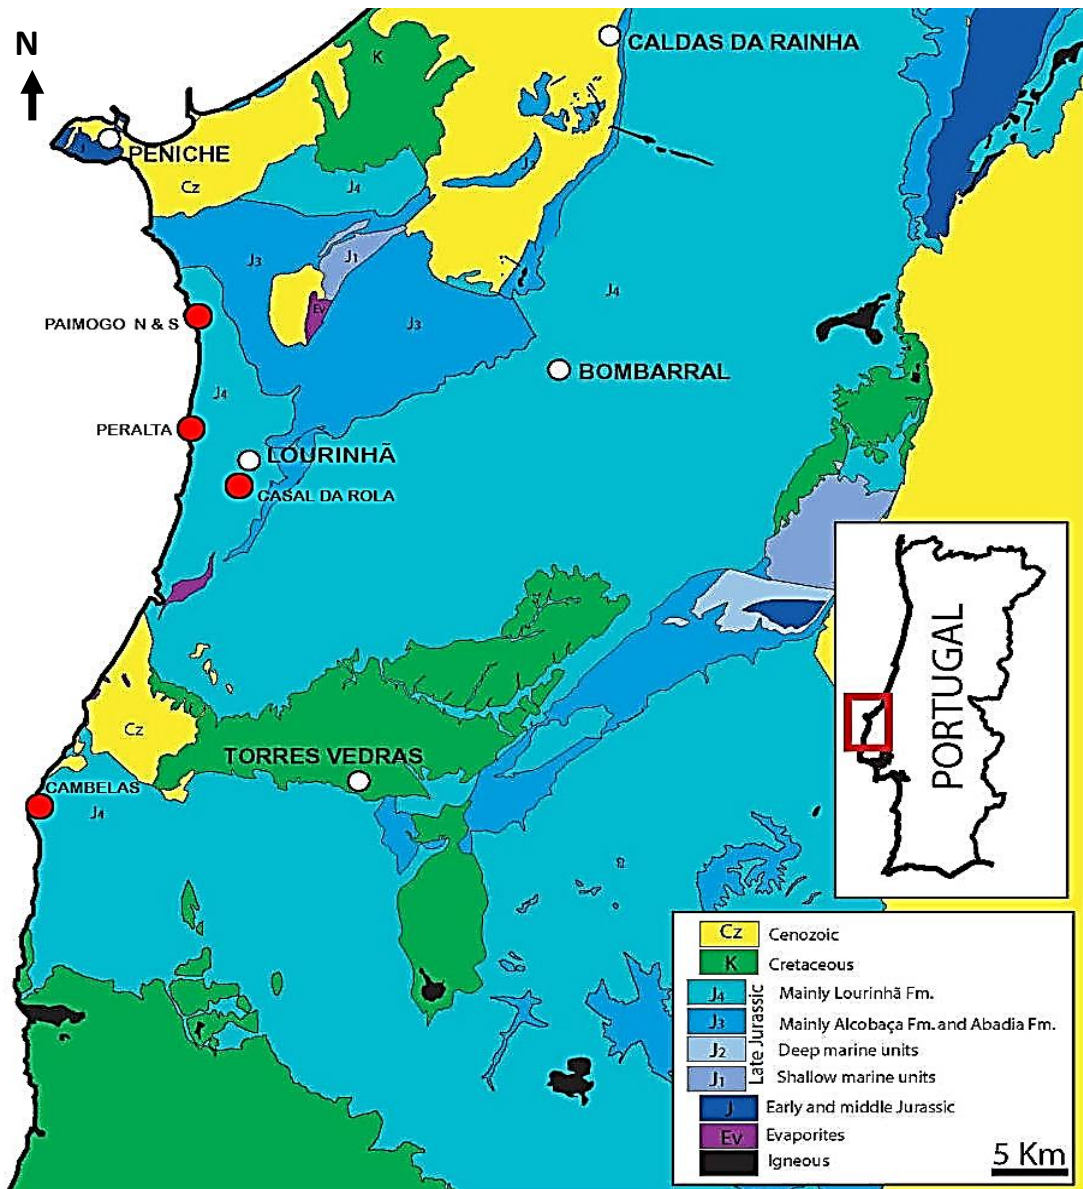 N
CALDAS DA RAINHA
K
PENICHE
Cz
J4
J3
J1
J3
Ev
J4
J3
PAIMOGO N & S
BOMBARRAL
J4
PERALTA
LOURINHÃ
CASAL DA ROLA
Cz
TORRES VEDRAS
CAMBELAS
J4
PORTUGAL
Cz Cenozoic
K Cretaceous
Late Jurassic
J4 Mainly Lourinhã Fm.
J3 Mainly Alcobaça Fm. and Abadia Fm.
J2 Deep marine units
J1 Shallow marine units
J Early and middle Jurassic
Ev Evaporites
Igneous
5 Km